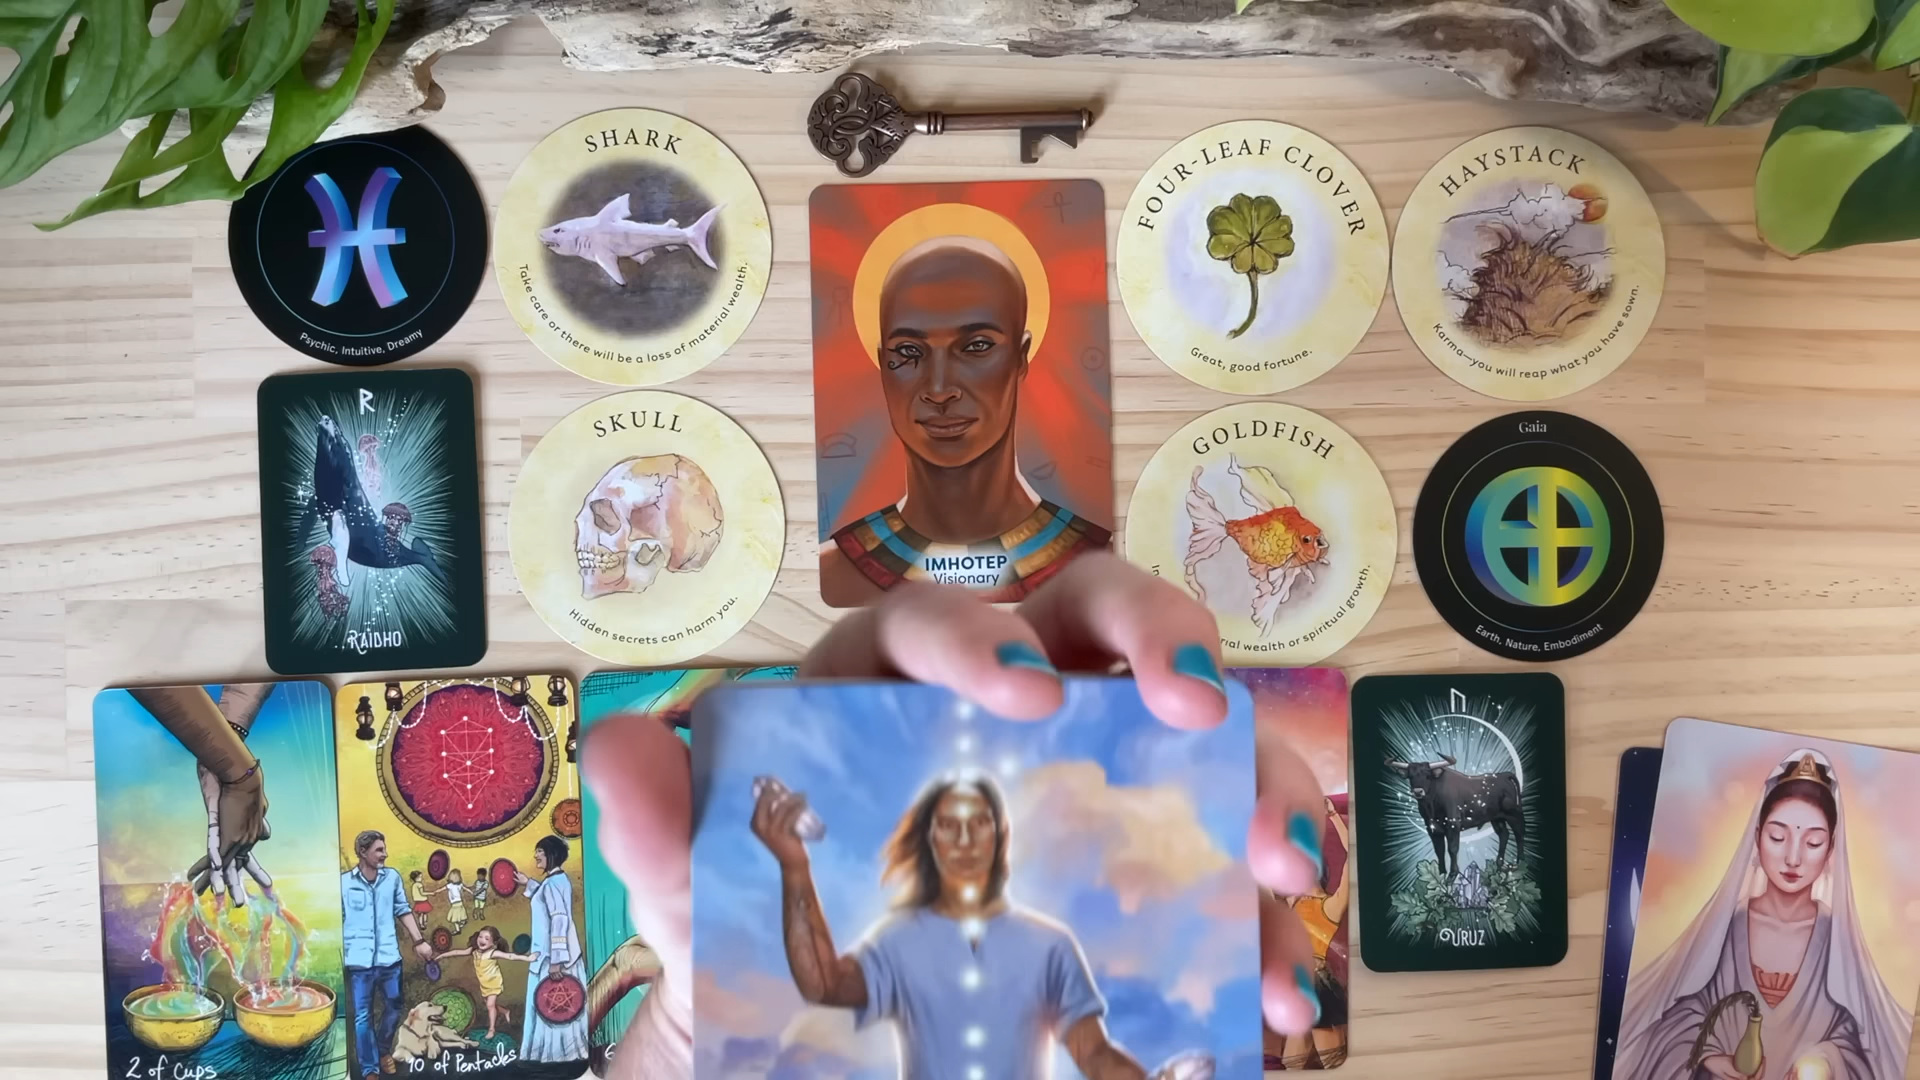 Psychic, Intuitive, Dreamy
SHARK
Take care or there will be a loss of material wealth.
FOUR-LEAF CLOVER
Great, good fortune.
HAYSTACK
Karma—you will reap what you have sown.
R
RAIDHO
SKULL
Hidden secrets can harm you.
IMHOTEP
Visionary
GOLDFISH
wealth or spiritual growth.
Gaia
Earth, Nature, Embodiment
2 of Cups
10 of Pentacles
6
URUZ